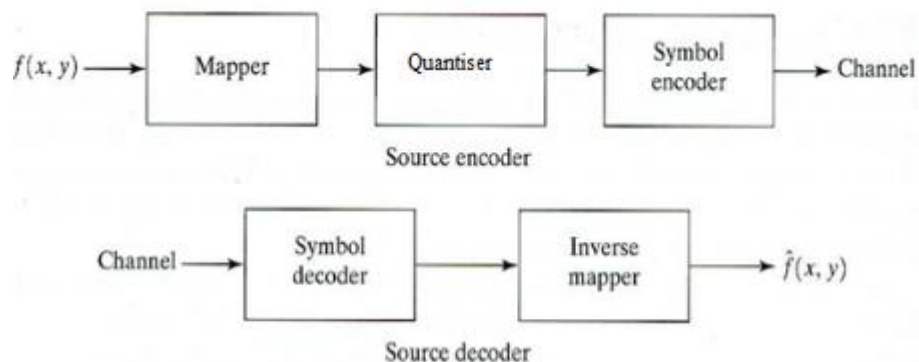 f(x, y)
Mapper
Quantiser
Symbol
encoder
Channel
Source encoder
Channel
Symbol
decoder
Inverse
mapper
f̂(x, y)
Source decoder